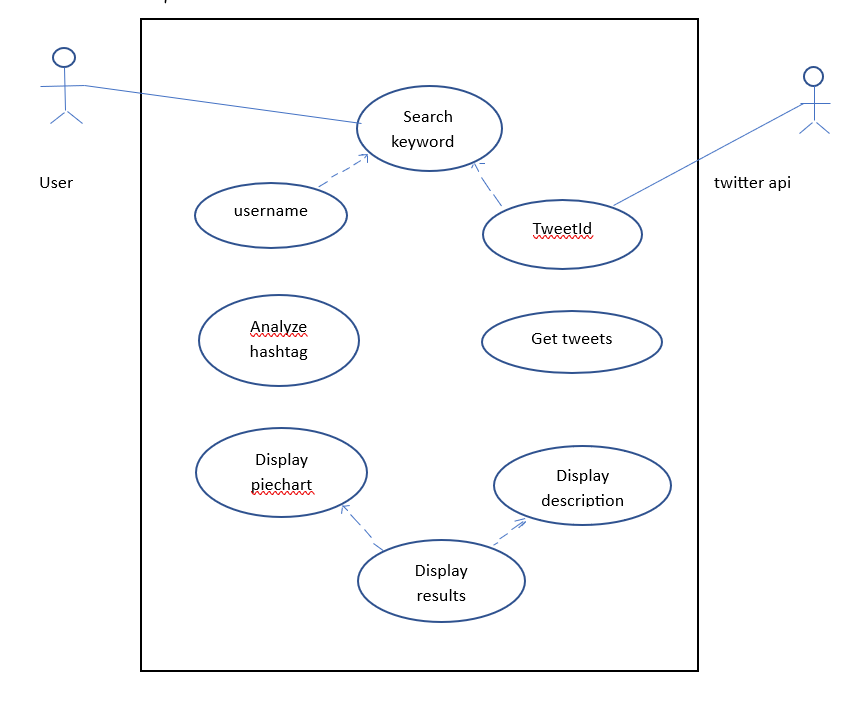 Search
keyword
User
twitter api
username
TweetId
Analyze
hashtag
Get tweets
Display
piechart
Display
description
Display
results